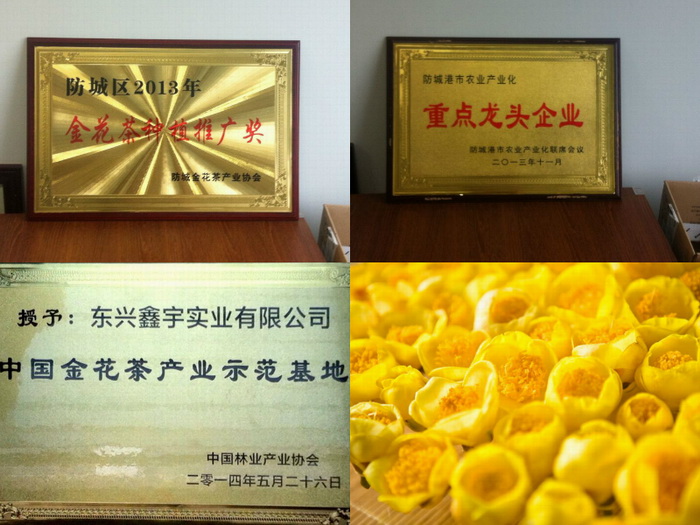 防城区2013年
金花茶种植推广奖
防城金花茶产业协会
防城港市农业产业化
重点龙头企业
防城港市农业产业化联席会议
二〇一三年十一月
授予：东兴鑫宇实业有限公司
中国金花茶产业示范基地
中国林业产业协会
二零一四年五月二十六日